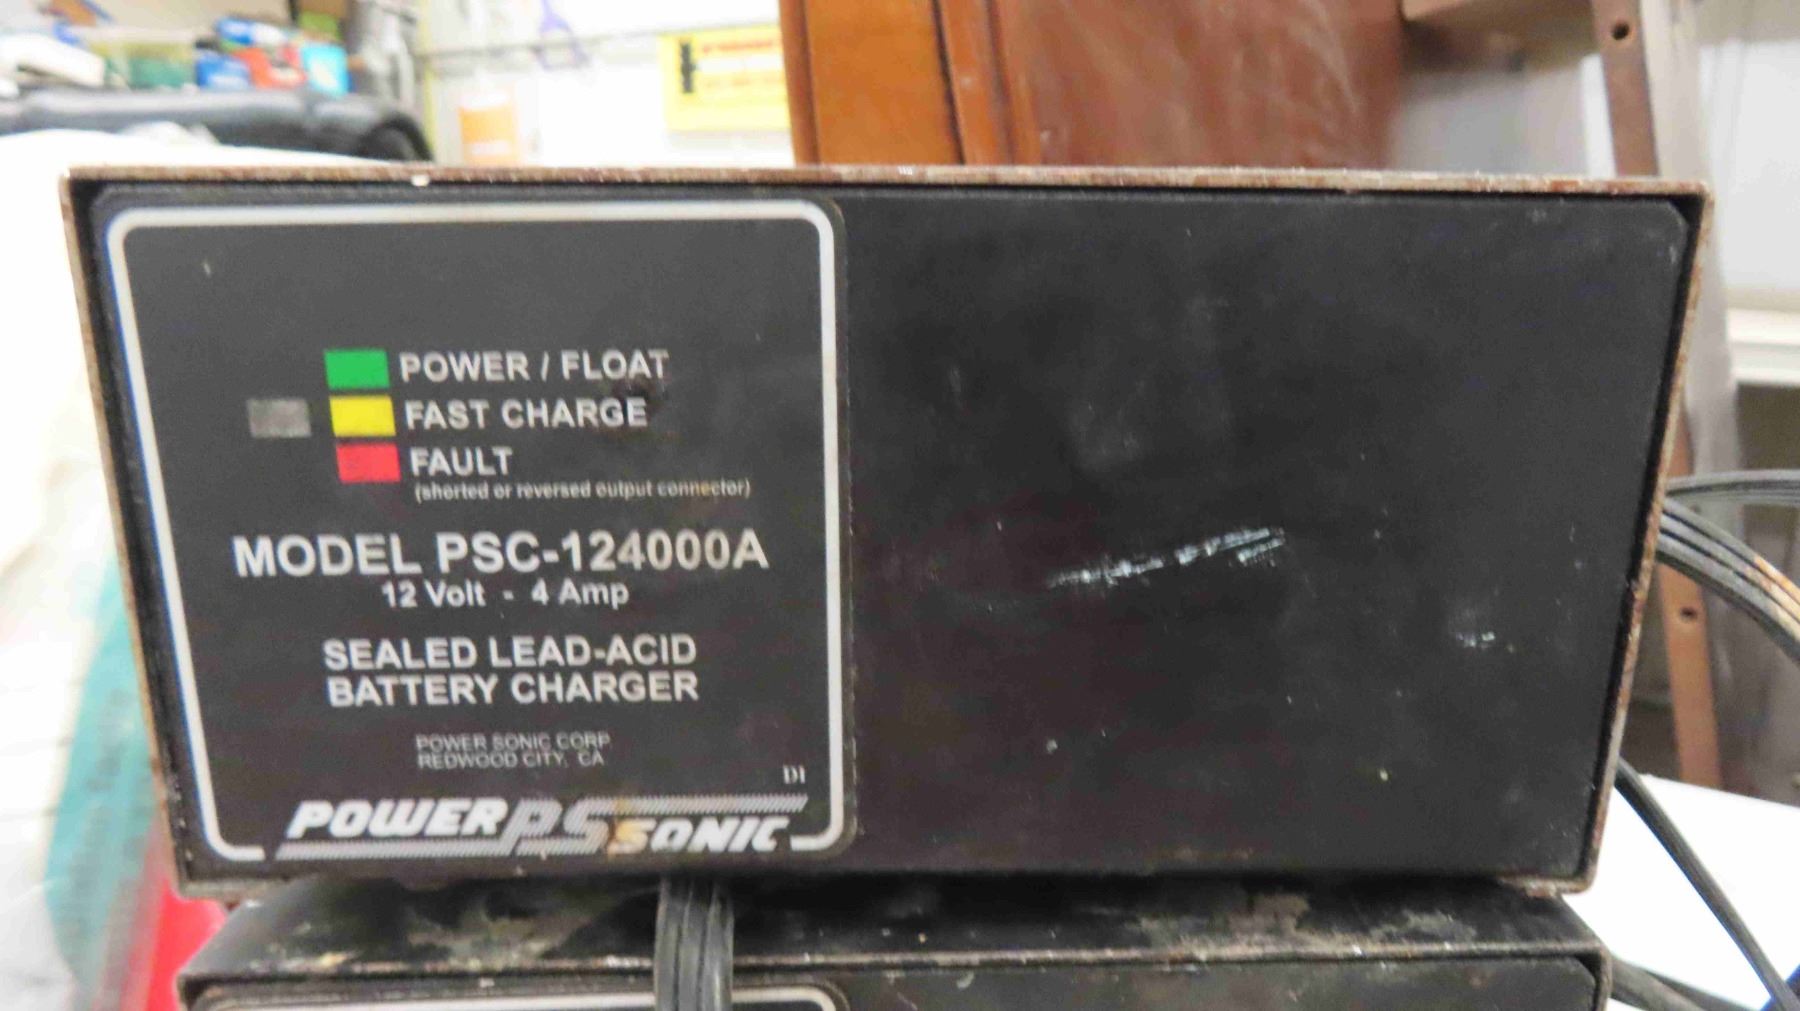 POWER / FLOAT
FAST CHARGE
FAULT
(shorted or reversed output connector)
MODEL PSC-124000A
12 Volt - 4 Amp
SEALED LEAD-ACID
BATTERY CHARGER
POWER SONIC CORP
REDWOOD CITY, CA
D1
POWER PS SONIC